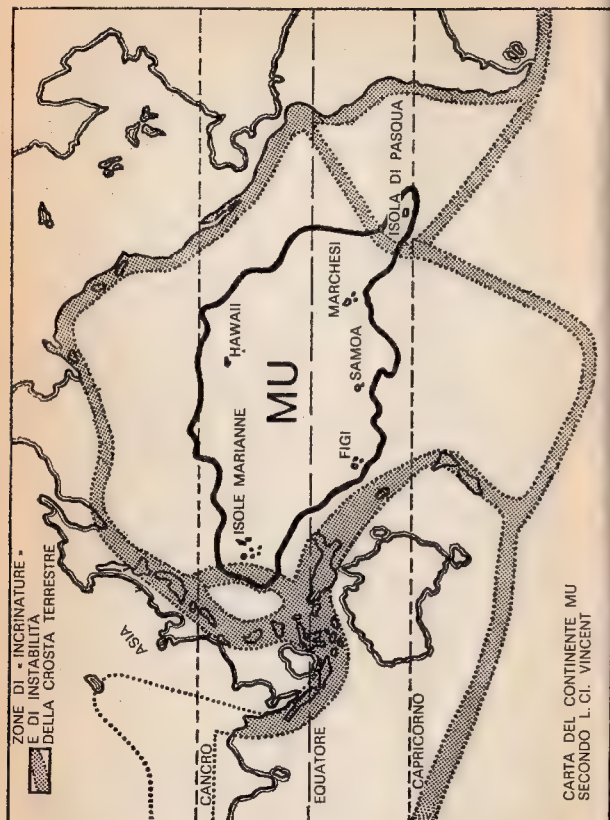 ZONE DI « INCRINATURE »
E DI INSTABILITÀ
DELLA CROSTA TERRESTRE
ASIA
CANCRO
ISOLE MARIANNE
HAWAII
MU
EQUATORE
FIGI
SAMOA
MARCHESI
ISOLA DI PASQUA
CAPRICORNO
CARTA DEL CONTINENTE MU
SECONDO L. CI. VINCENT